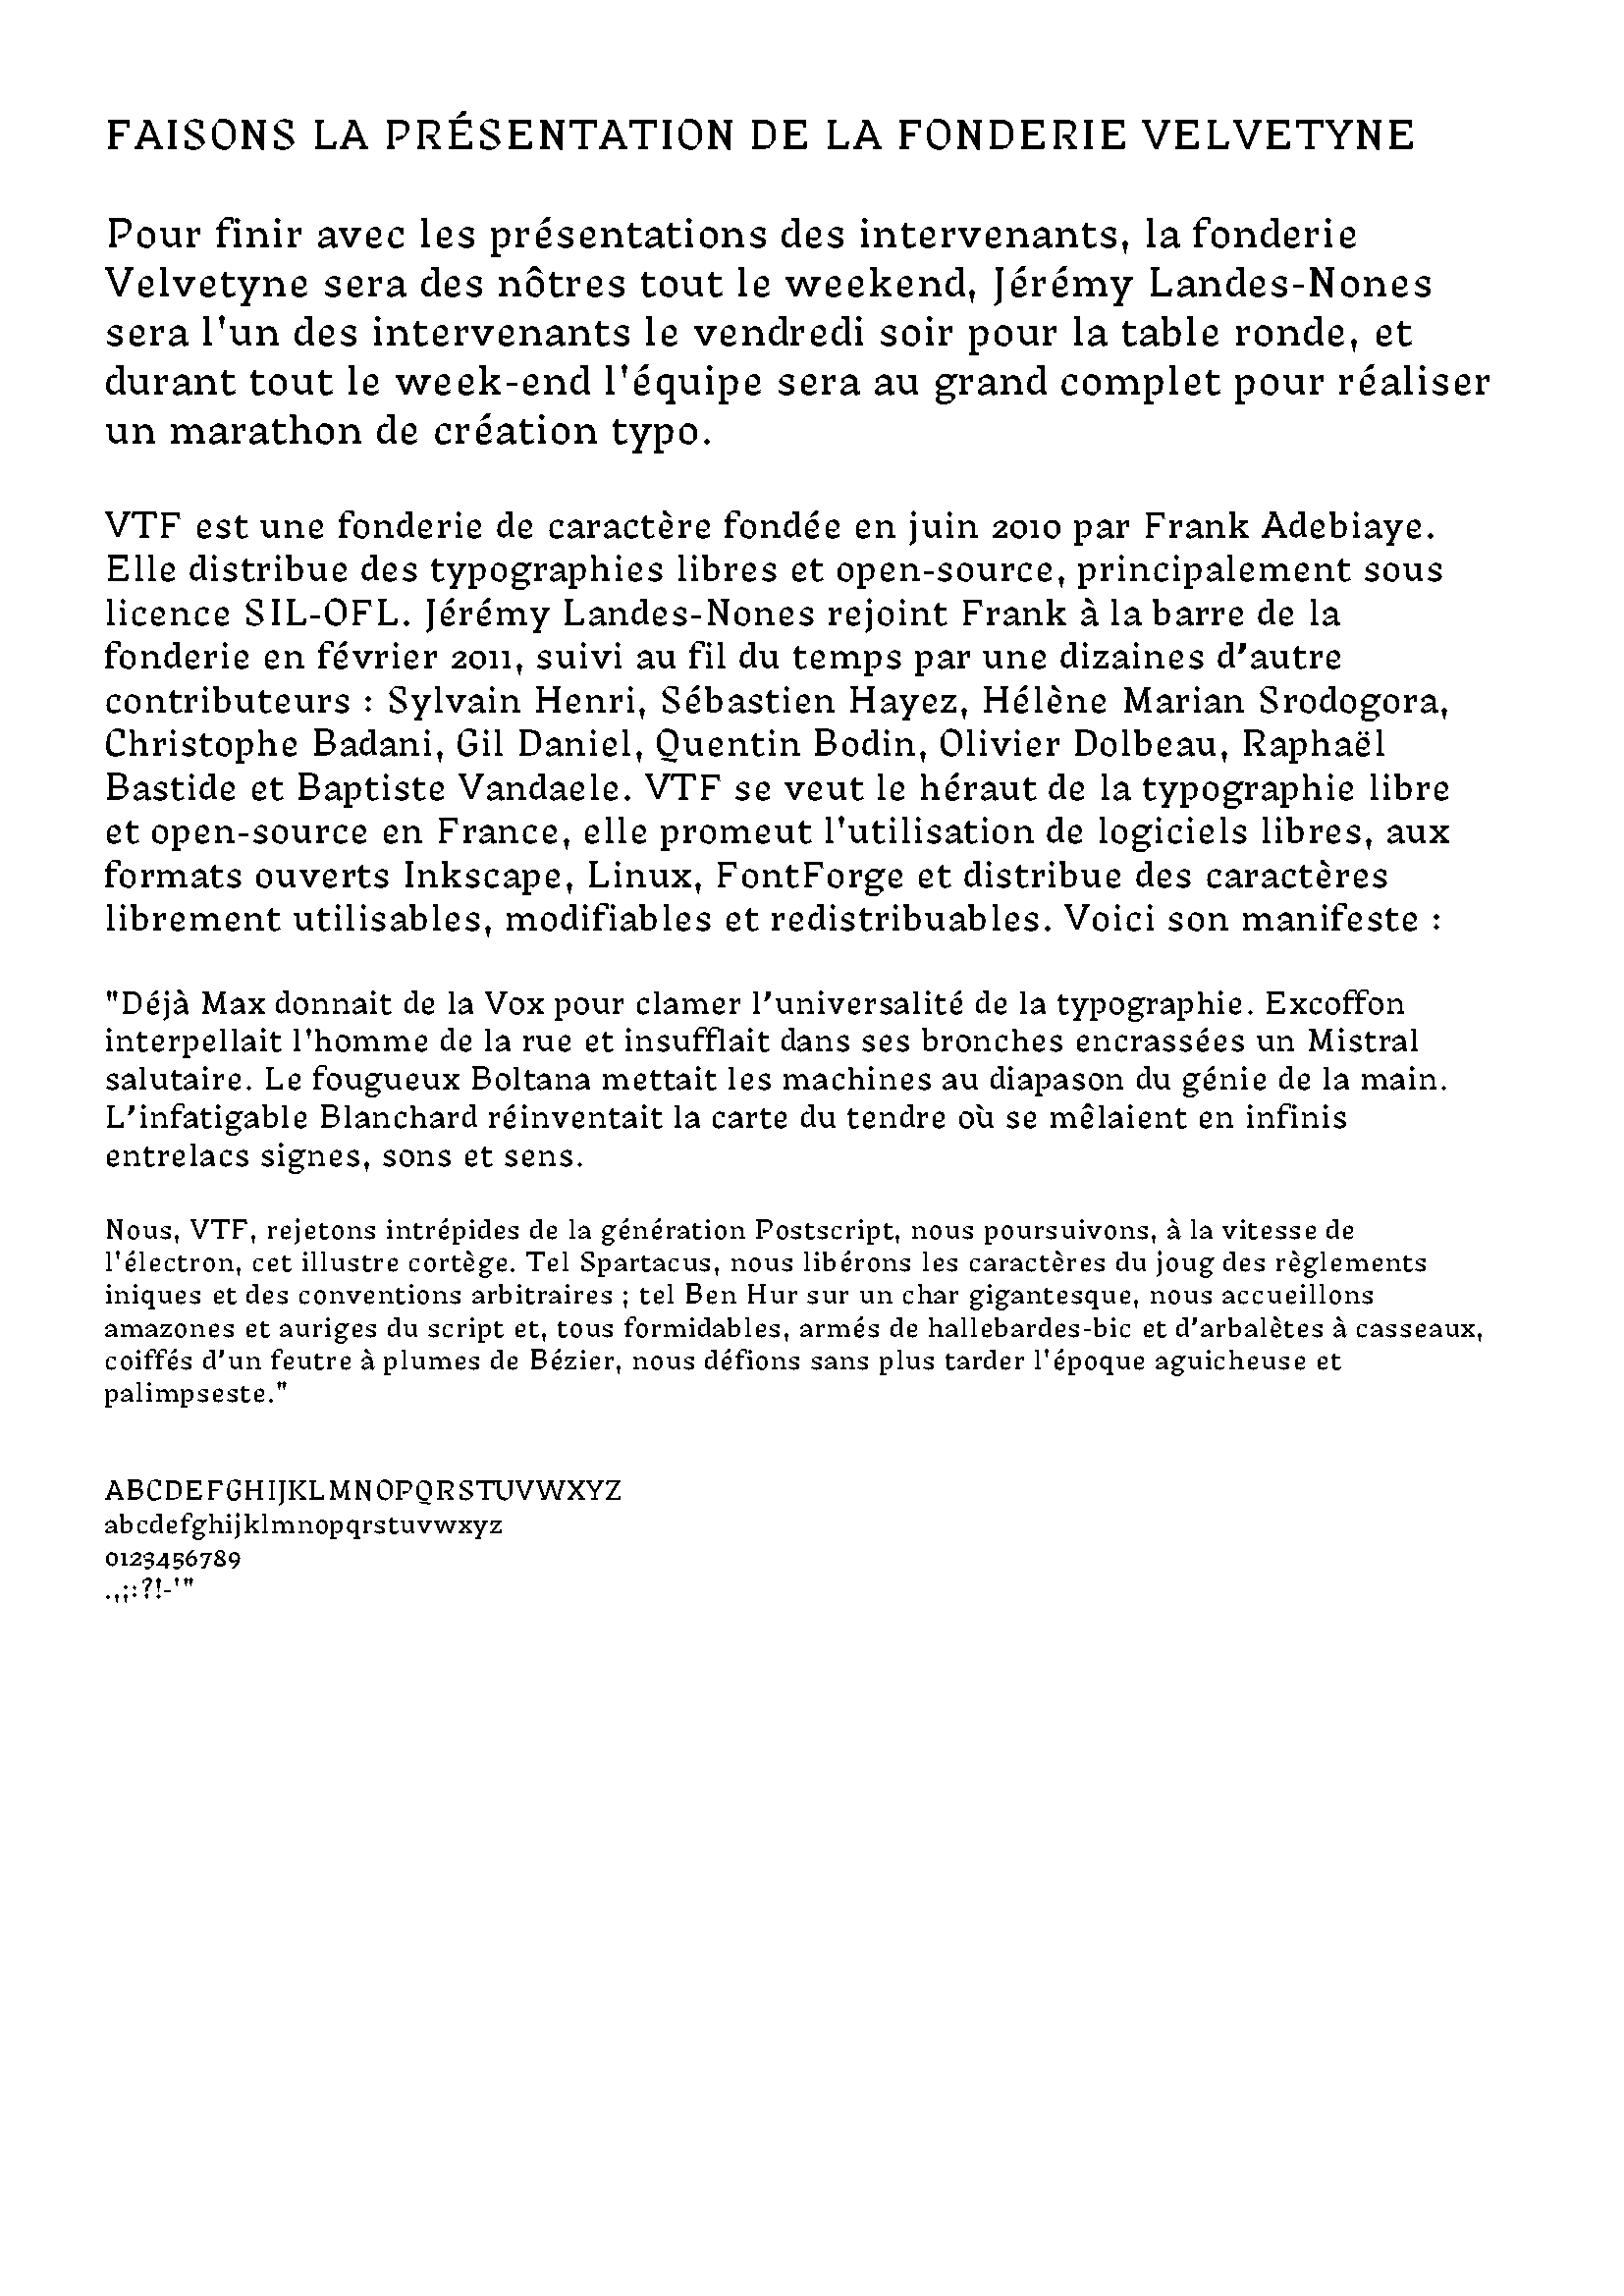 FAISONS LA PRÉSENTATION DE LA FONDERIE VELVETYNE
Pour finir avec les présentations des intervenants, la fonderie
Velvetyne sera des nôtres tout le weekend, Jérémy Landes-Nones
sera l'un des intervenants le vendredi soir pour la table ronde, et
durant tout le week-end l'équipe sera au grand complet pour réaliser
un marathon de création typo.
VTF est une fonderie de caractère fondée en juin 2010 par Frank Adebiaye.
Elle distribue des typographies libres et open-source, principalement sous
licence SIL-OFL. Jérémy Landes-Nones rejoint Frank à la barre de la
fonderie en février 2011, suivi au fil du temps par une dizaines d’autre
contributeurs : Sylvain Henri, Sébastien Hayez, Hélène Marian Srodogora,
Christophe Badani, Gil Daniel, Quentin Bodin, Olivier Dolbeau, Raphaël
Bastide et Baptiste Vandaele. VTF se veut le héraut de la typographie libre
et open-source en France, elle promeut l'utilisation de logiciels libres, aux
formats ouverts Inkscape, Linux, FontForge et distribue des caractères
librement utilisables, modifiables et redistribuables. Voici son manifeste :
"Déjà Max donnait de la Vox pour clamer l’universalité de la typographie. Excoffon
interpellait l'homme de la rue et insufflait dans ses bronches encrassées un Mistral
salutaire. Le fougueux Boltana mettait les machines au diapason du génie de la main.
L’infatigable Blanchard réinventait la carte du tendre où se mêlaient en infinis
entrelacs signes, sons et sens.
Nous, VTF, rejetons intrépides de la génération Postscript, nous poursuivons, à la vitesse de
l'électron, cet illustre cortège. Tel Spartacus, nous libérons les caractères du joug des règlements
iniques et des conventions arbitraires ; tel Ben Hur sur un char gigantesque, nous accueillons
amazones et auriges du script et, tous formidables, armés de hallebardes-bic et d’arbalètes à casseaux,
coiffés d’un feutre à plumes de Bézier, nous défions sans plus tarder l'époque aguicheuse et
palimpseste."
ABCDEFGHIJKLMNOPQRSTUVWXYZ
abcdefghijklmnopqrstuvwxyz
0123456789
.,;:?!-'"